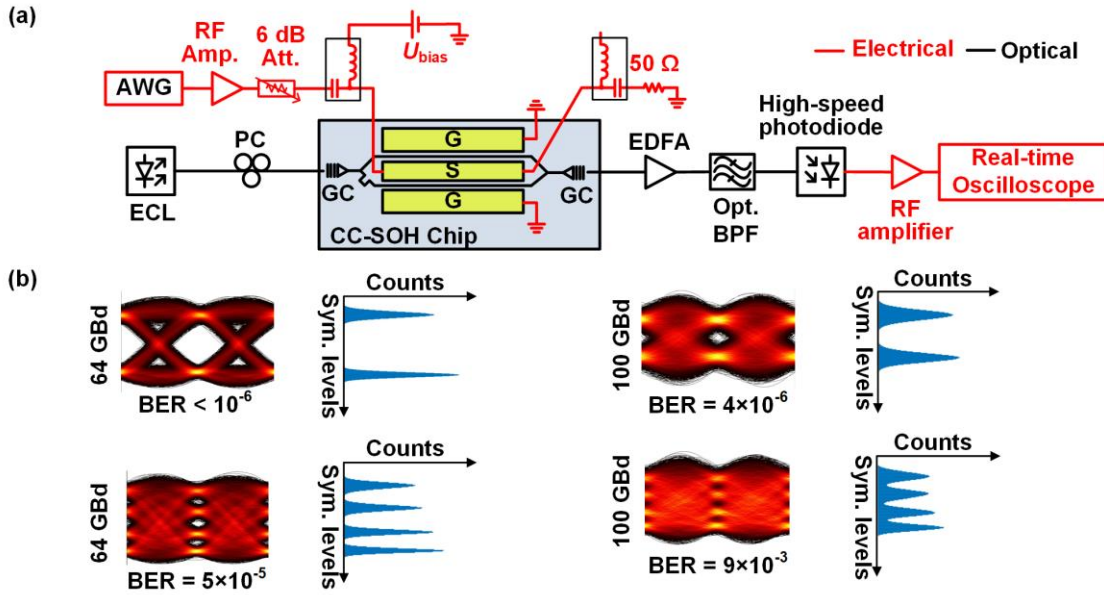 (a)
RF
Amp.
6 dB
Att.
U_bias
50 Ω
Electrical
Optical
AWG
High-speed
photodiode
PC
G
S
G
EDFA
Real-time
Oscilloscope
ECL
GC
GC
Opt.
BPF
RF
amplifier
CC-SOH Chip
(b)
64 GBd
BER < 10⁻⁶
Counts
Sym. levels
100 GBd
BER = 4×10⁻⁶
Counts
Sym. levels
64 GBd
BER = 5×10⁻⁵
Counts
Sym. levels
100 GBd
BER = 9×10⁻³
Counts
Sym. levels